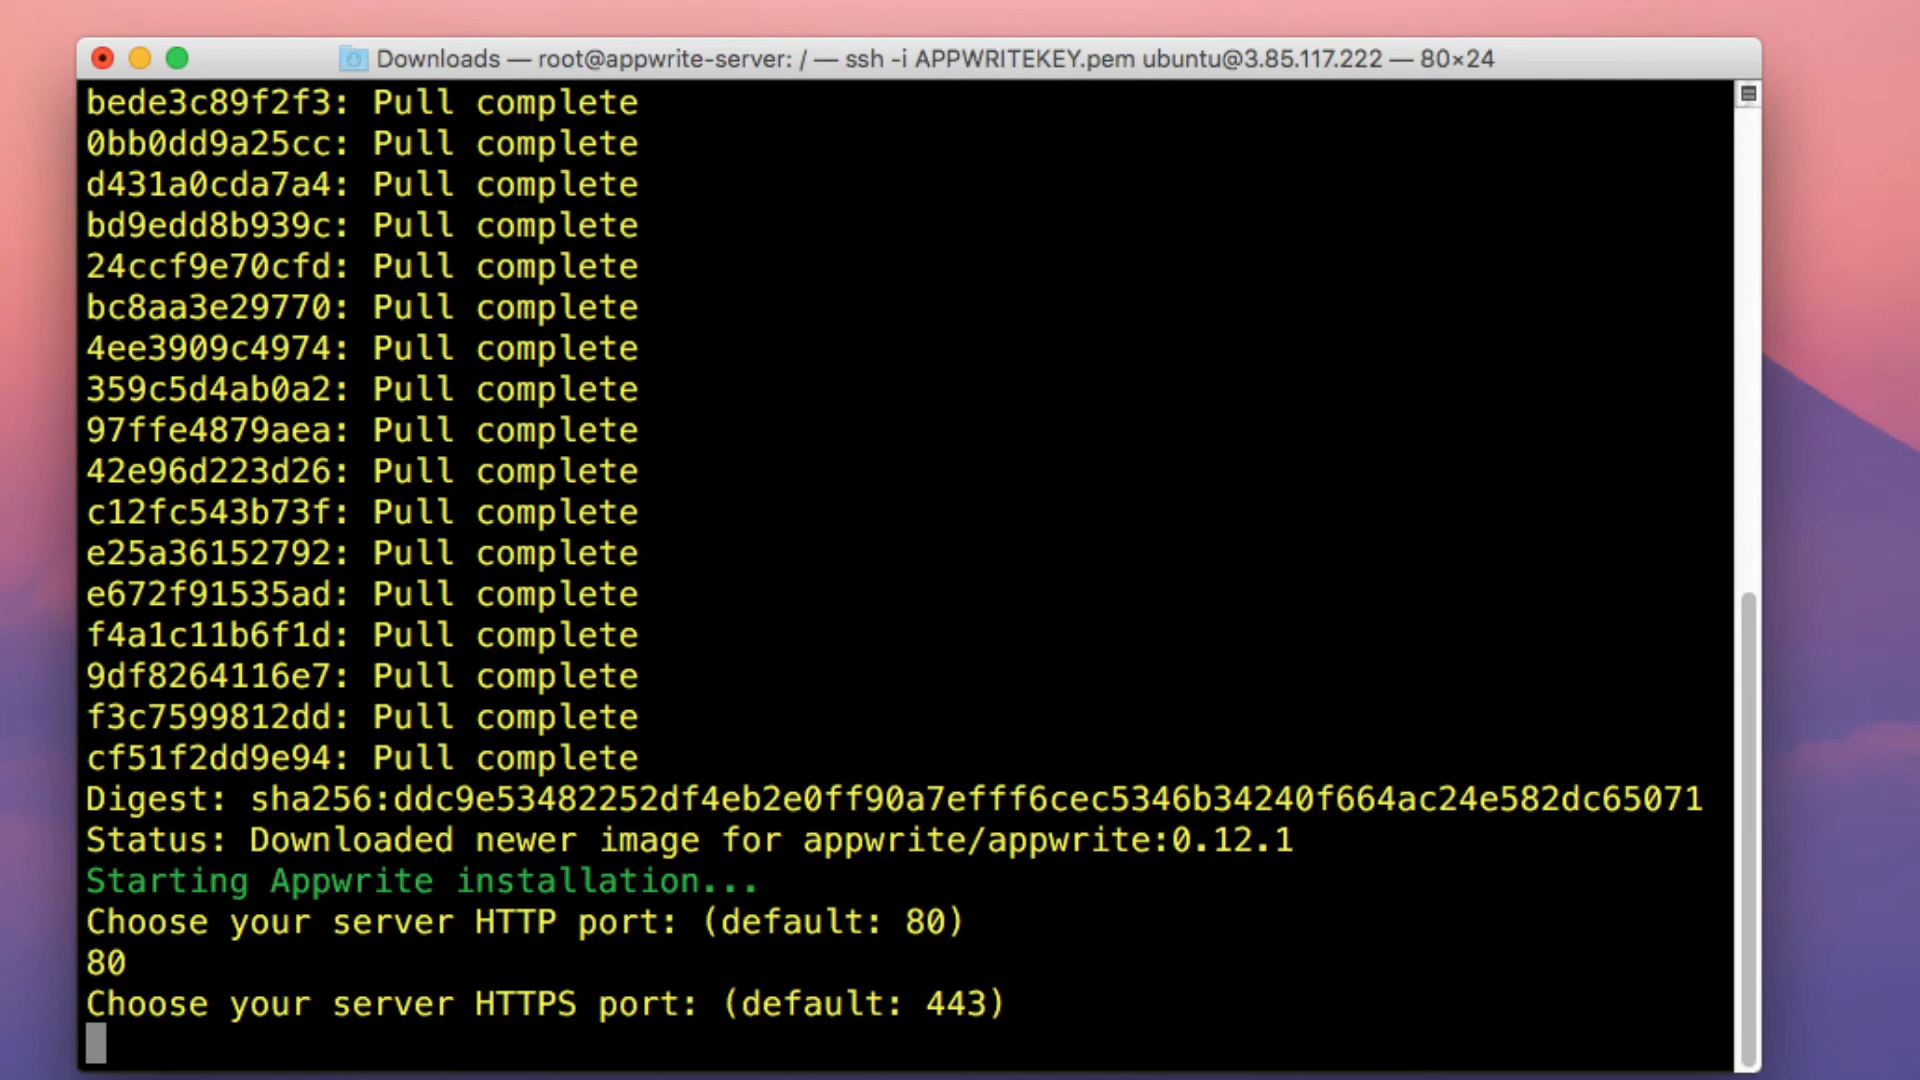 Downloads — root@appwrite-server: / — ssh -i APPWRITEKEY.pem ubuntu@3.85.117.222 — 80×24
bede3c89f2f3: Pull complete
0bb0dd9a25cc: Pull complete
d431a0cda7a4: Pull complete
bd9edd8b939c: Pull complete
24ccf9e70cfd: Pull complete
bc8aa3e29770: Pull complete
4ee3909c4974: Pull complete
359c5d4ab0a2: Pull complete
97ffe4879aea: Pull complete
42e96d223d26: Pull complete
c12fc543b73f: Pull complete
e25a36152792: Pull complete
e672f91535ad: Pull complete
f4a1c11b6f1d: Pull complete
9df8264116e7: Pull complete
f3c7599812dd: Pull complete
cf51f2dd9e94: Pull complete
Digest: sha256:ddc9e53482252df4eb2e0ff90a7efff6cec5346b34240f664ac24e582dc65071
Status: Downloaded newer image for appwrite/appwrite:0.12.1
Starting Appwrite installation...
Choose your server HTTP port: (default: 80)
80
Choose your server HTTPS port: (default: 443)